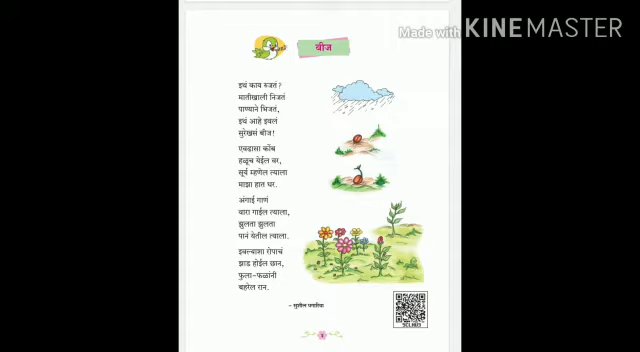 Made with KINEMASTER
बीज
इथं काय रुजतं?
मातीखाली निजतं
पाण्याने भिजतं,
इथं आहे इवलं
सुरेखसं बीज!
एवढासा कोंब
हळूच येईल वर,
सूर्य म्हणेल त्याला
माझा हात धर.
अंगाई गाणं
वारा गाईल त्याला,
झुलता झुलता
पानं येतील त्याला.
इवल्याशा रोपाचं
झाड होईल छान,
फुला-फळांनी
बहरेल रान.
- सुशील